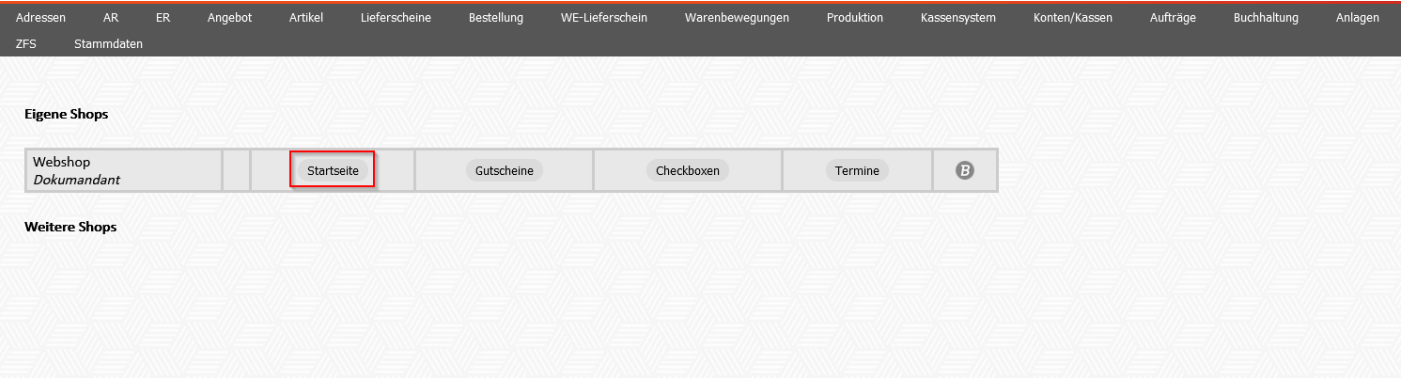 Adressen AR ER Angebot Artikel Lieferscheine Bestellung WE-Lieferschein Warenbewegungen Produktion Kassensystem Konten/Kassen Aufträge Buchhaltung Anlagen
ZFS Stammdaten
Eigene Shops
Webshop
Dokumandant
Startseite Gutscheine Checkboxen Termine B
Weitere Shops